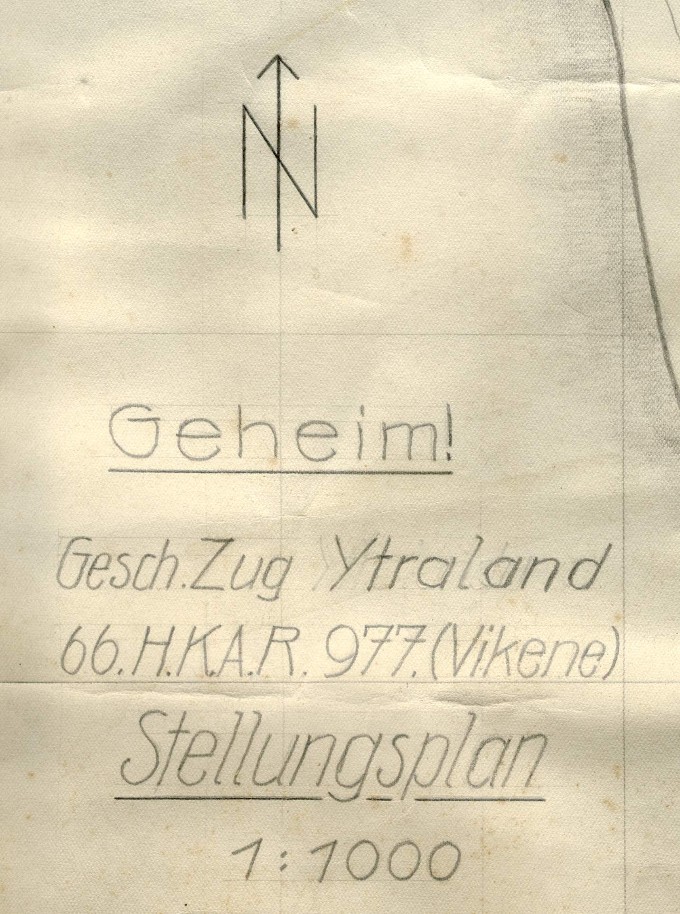 N
Geheim!
Gesch. Zug Ytraland
66.H.K.A.R. 977.(Vikene)
Stellungsplan
1:1000